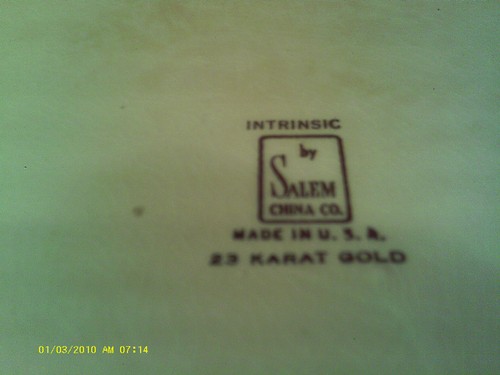 INTRINSIC
by
SALEM
CHINA CO.
MADE IN U. S. A.
23 KARAT GOLD
01/03/2010 AM 07:14